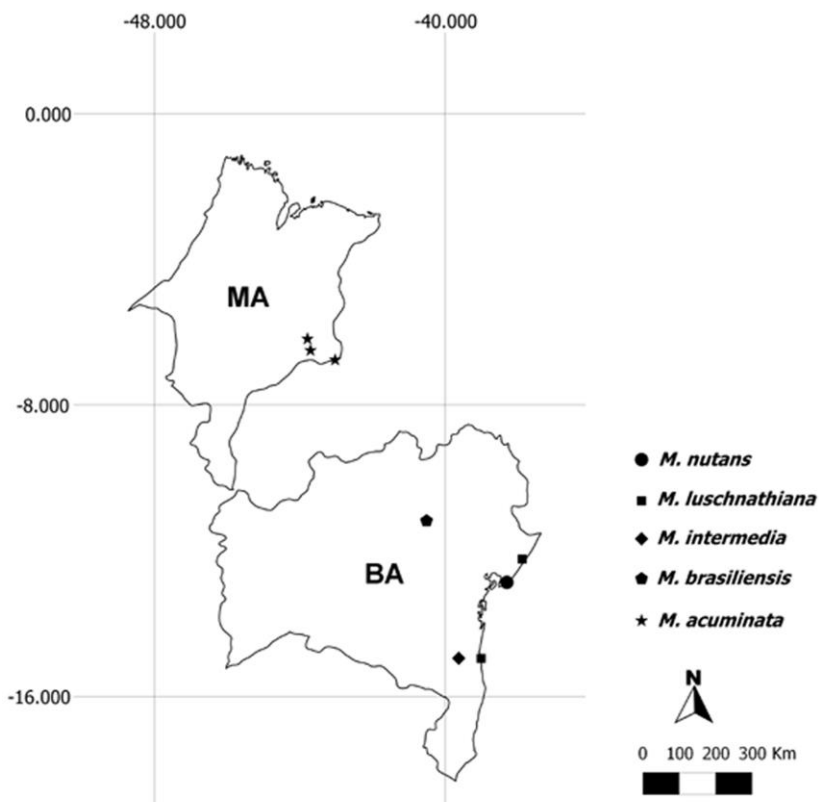 -48.000 -40.000
0.000
MA
-8.000
M. nutans
M. luschnathiana
M. intermedia
BA
M. brasiliensis
M. acuminata
N
-16.000
0 100 200 300 Km